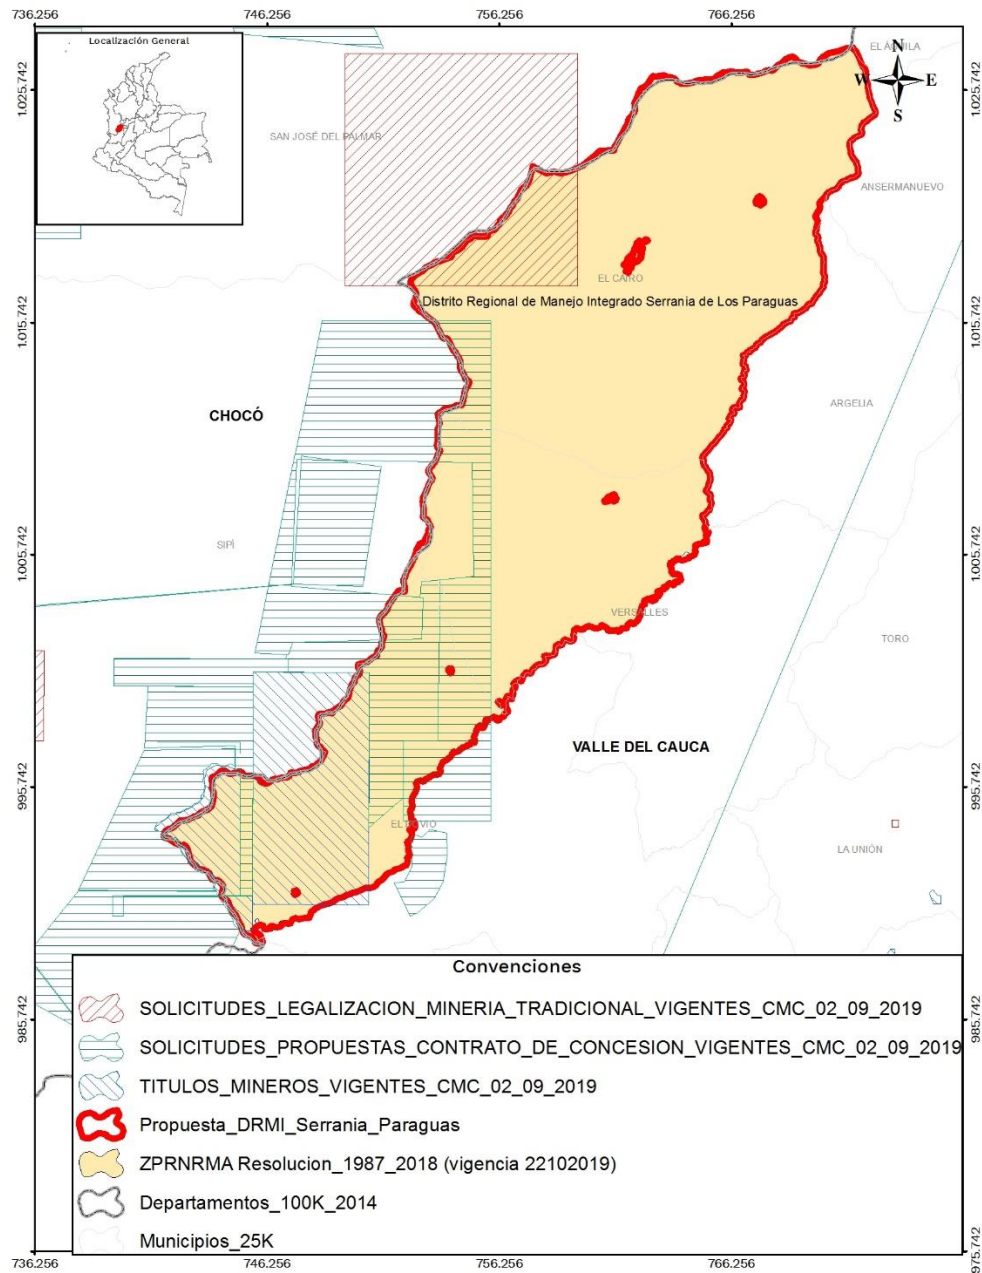 736.256 746.256 756.256 766.256
Localización General
EL ÁGUILA
N
W E
S
1.025.742 1.025.742
SAN JOSÉ DEL PALMAR
ANSERMANUEVO
EL CAIRO
Distrito Regional de Manejo Integrado Serrania de Los Paraguas
1.015.742 1.015.742
ARGELIA
CHOCÓ
SIPÍ
1.005.742 1.005.742
VERSALLES
TORO
VALLE DEL CAUCA
995.742 995.742
EL DOVIO
LA UNIÓN
Convenciones
SOLICITUDES_LEGALIZACION_MINERIA_TRADICIONAL_VIGENTES_CMC_02_09_2019
985.742 985.742
SOLICITUDES_PROPUESTAS_CONTRATO_DE_CONCESION_VIGENTES_CMC_02_09_2019
TITULOS_MINEROS_VIGENTES_CMC_02_09_2019
Propuesta_DRMI_Serrania_Paraguas
ZPRNRMA Resolucion_1987_2018 (vigencia 22102019)
Departamentos_100K_2014
Municipios_25K
975.742
736.256 746.256 756.256 766.256